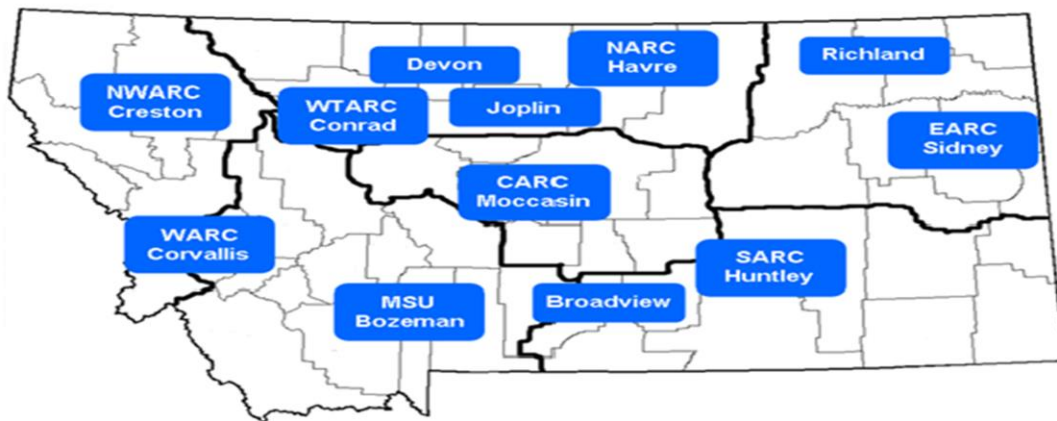 NARC
Havre
Richland
Devon
NWARC
Creston
WTARC
Conrad
Joplin
EARC
Sidney
CARC
Moccasin
WARC
Corvallis
SARC
Huntley
MSU
Bozeman
Broadview